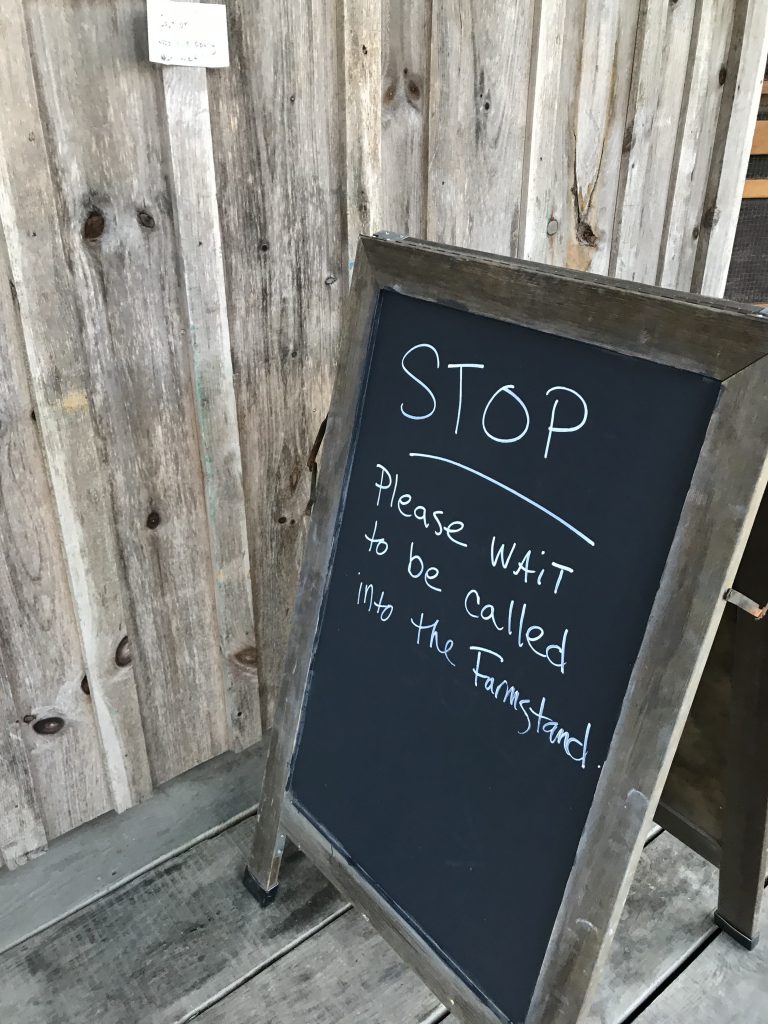 STOP
Please WAiT
to be called
into the Farmstand.